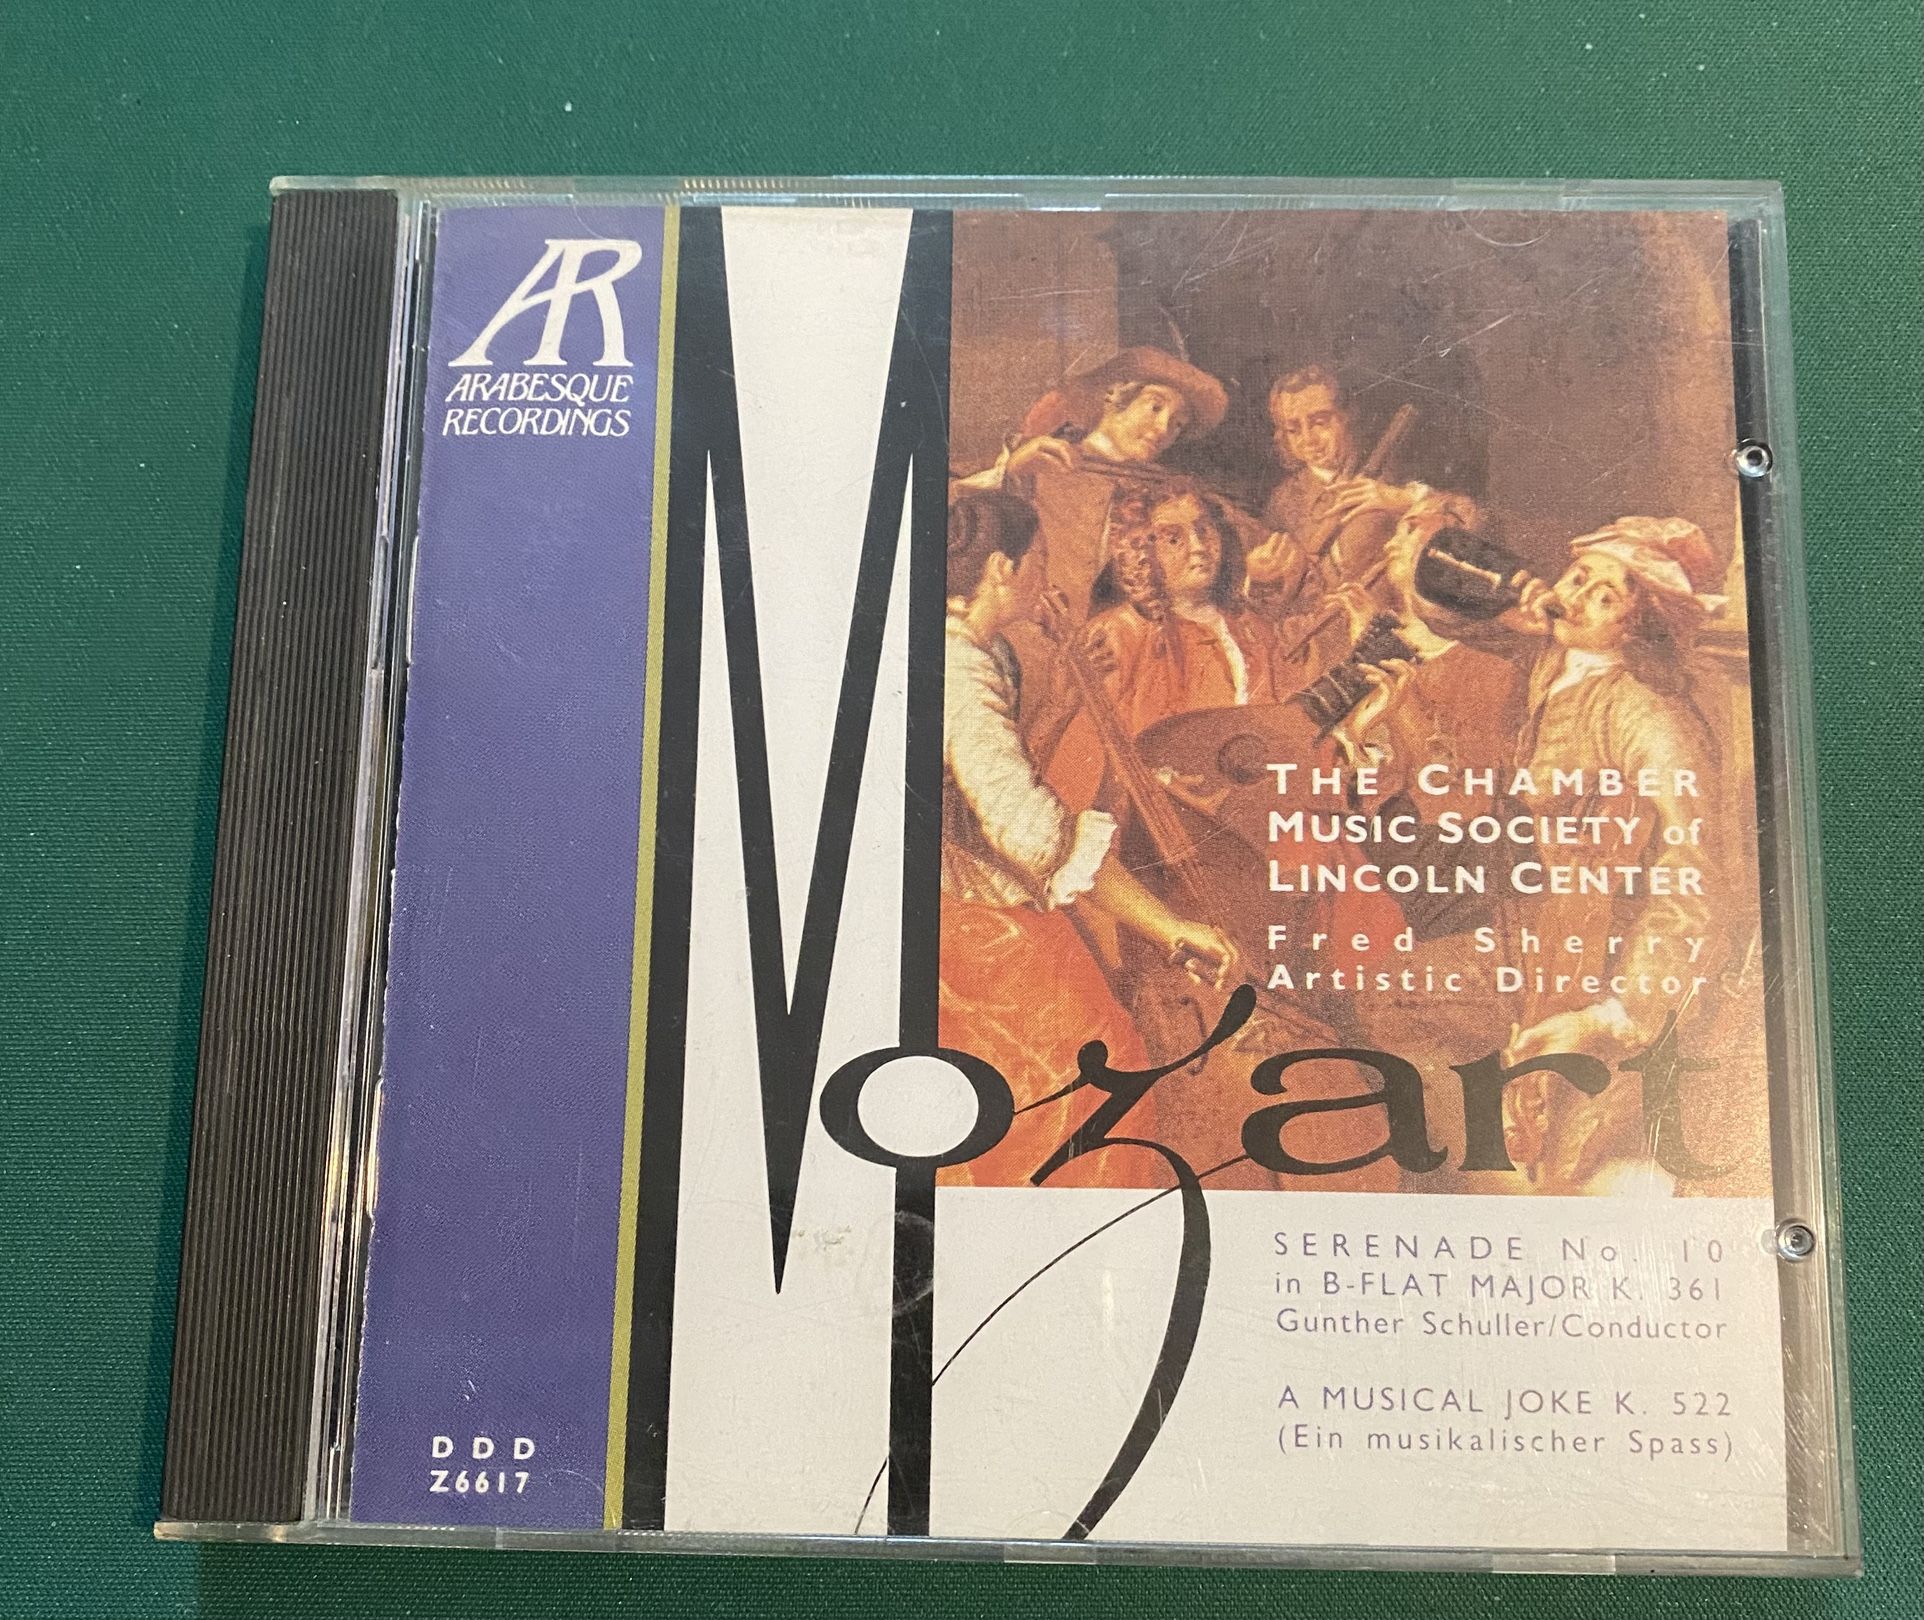 AR
ARABESQUE
RECORDINGS
THE CHAMBER
MUSIC SOCIETY of
LINCOLN CENTER
Fred Sherry
Artistic Director
Mozart
SERENADE No. 10
in B-FLAT MAJOR K. 361
Gunther Schuller/Conductor
A MUSICAL JOKE K. 522
(Ein musikalischer Spass)
DDD
Z6617